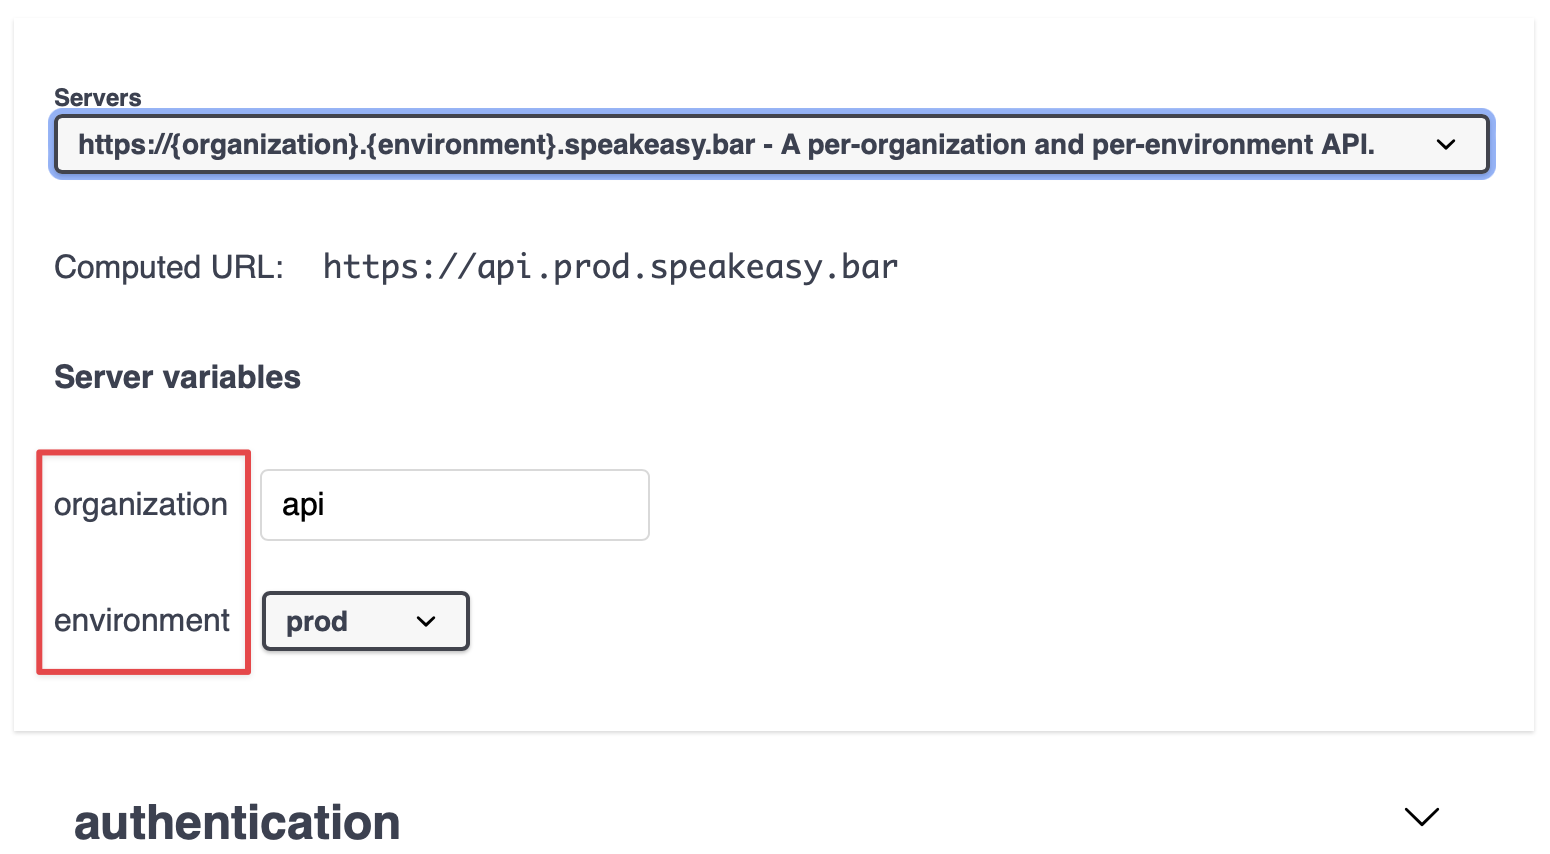 Servers
https://{organization}.{environment}.speakeasy.bar - A per-organization and per-environment API.
Computed URL: https://api.prod.speakeasy.bar
Server variables
organization api
environment prod
authentication